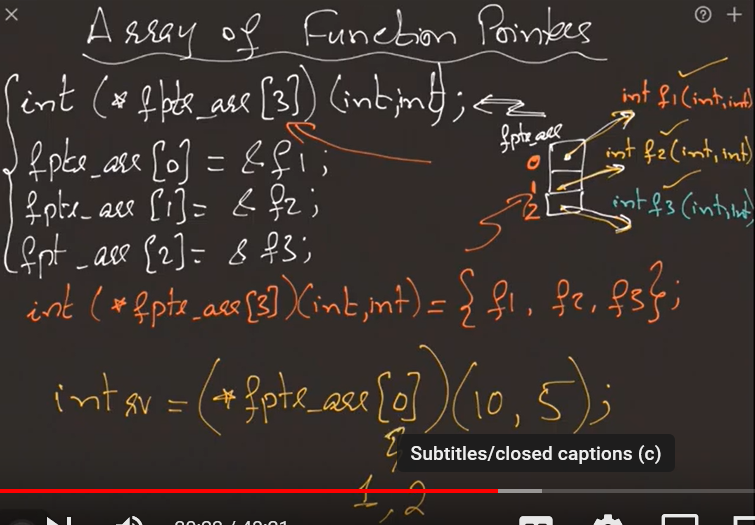 Array of Function Pointers
int (* fptr_arr [3]) (int,int);
fptr_arr [0] = &f1;
fptr_arr [1] = & f2;
fpt_arr [2] = & f3;
fptr_arr
0
1
2
int f1(int,int)
int f2(int,int)
int f3(int,int)
int (*fptr_arr[3])(int,int) = { f1, f2, f3};
int rv = (*fptr_arr[0])(10, 5);
1, 2
Subtitles/closed captions (c)